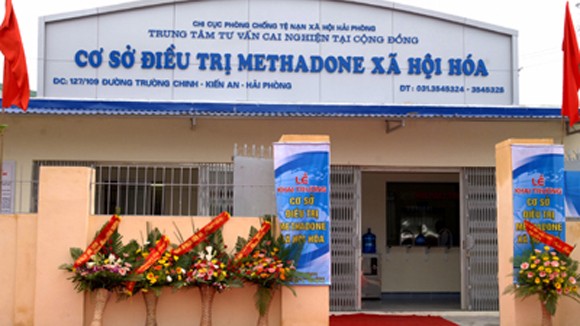 CHI CỤC PHÒNG CHỐNG TỆ NẠN XÃ HỘI HẢI PHÒNG
TRUNG TÂM TƯ VẤN CAI NGHIỆN TẠI CỘNG ĐỒNG
CƠ SỞ ĐIỀU TRỊ METHADONE XÃ HỘI HÓA
ĐC: 127/109 ĐƯỜNG TRƯỜNG CHINH - KIẾN AN - HẢI PHÒNG
ĐT: 031.3545324 - 3545328
LỄ
KHAI TRƯƠNG
CƠ SỞ
ĐIỀU TRỊ
METHADONE
XÃ HỘI HÓA
LỄ
KHAI TRƯƠNG
CƠ SỞ
ĐIỀU TRỊ
METHADONE